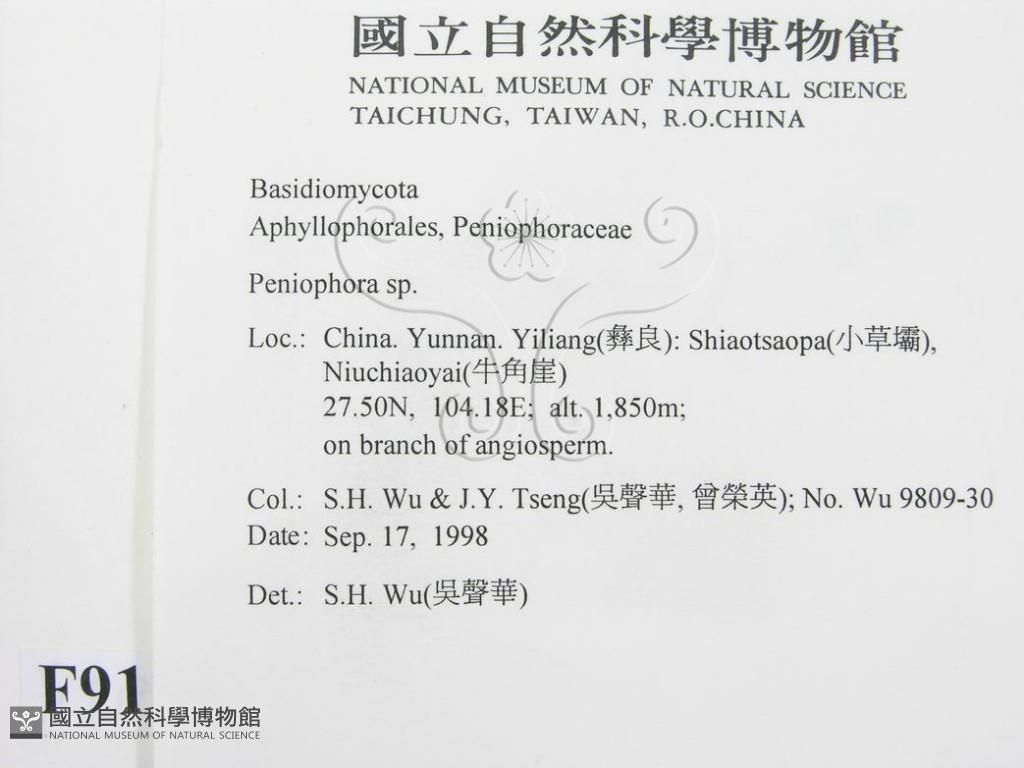 國立自然科學博物館
NATIONAL MUSEUM OF NATURAL SCIENCE
TAICHUNG, TAIWAN, R.O.CHINA
Basidiomycota
Aphyllophorales, Peniophoraceae
Peniophora sp.
Loc.: China. Yunnan. Yiliang(彝良): Shiaotsaopa(小草壩),
Niuchiaoyai(牛角崖)
27.50N, 104.18E; alt. 1,850m;
on branch of angiosperm.
Col.: S.H. Wu & J.Y. Tseng(吳聲華, 曾榮英); No. Wu 9809-30
Date: Sep. 17, 1998
Det.: S.H. Wu(吳聲華)
F91
國立自然科學博物館
NATIONAL MUSEUM OF NATURAL SCIENCE